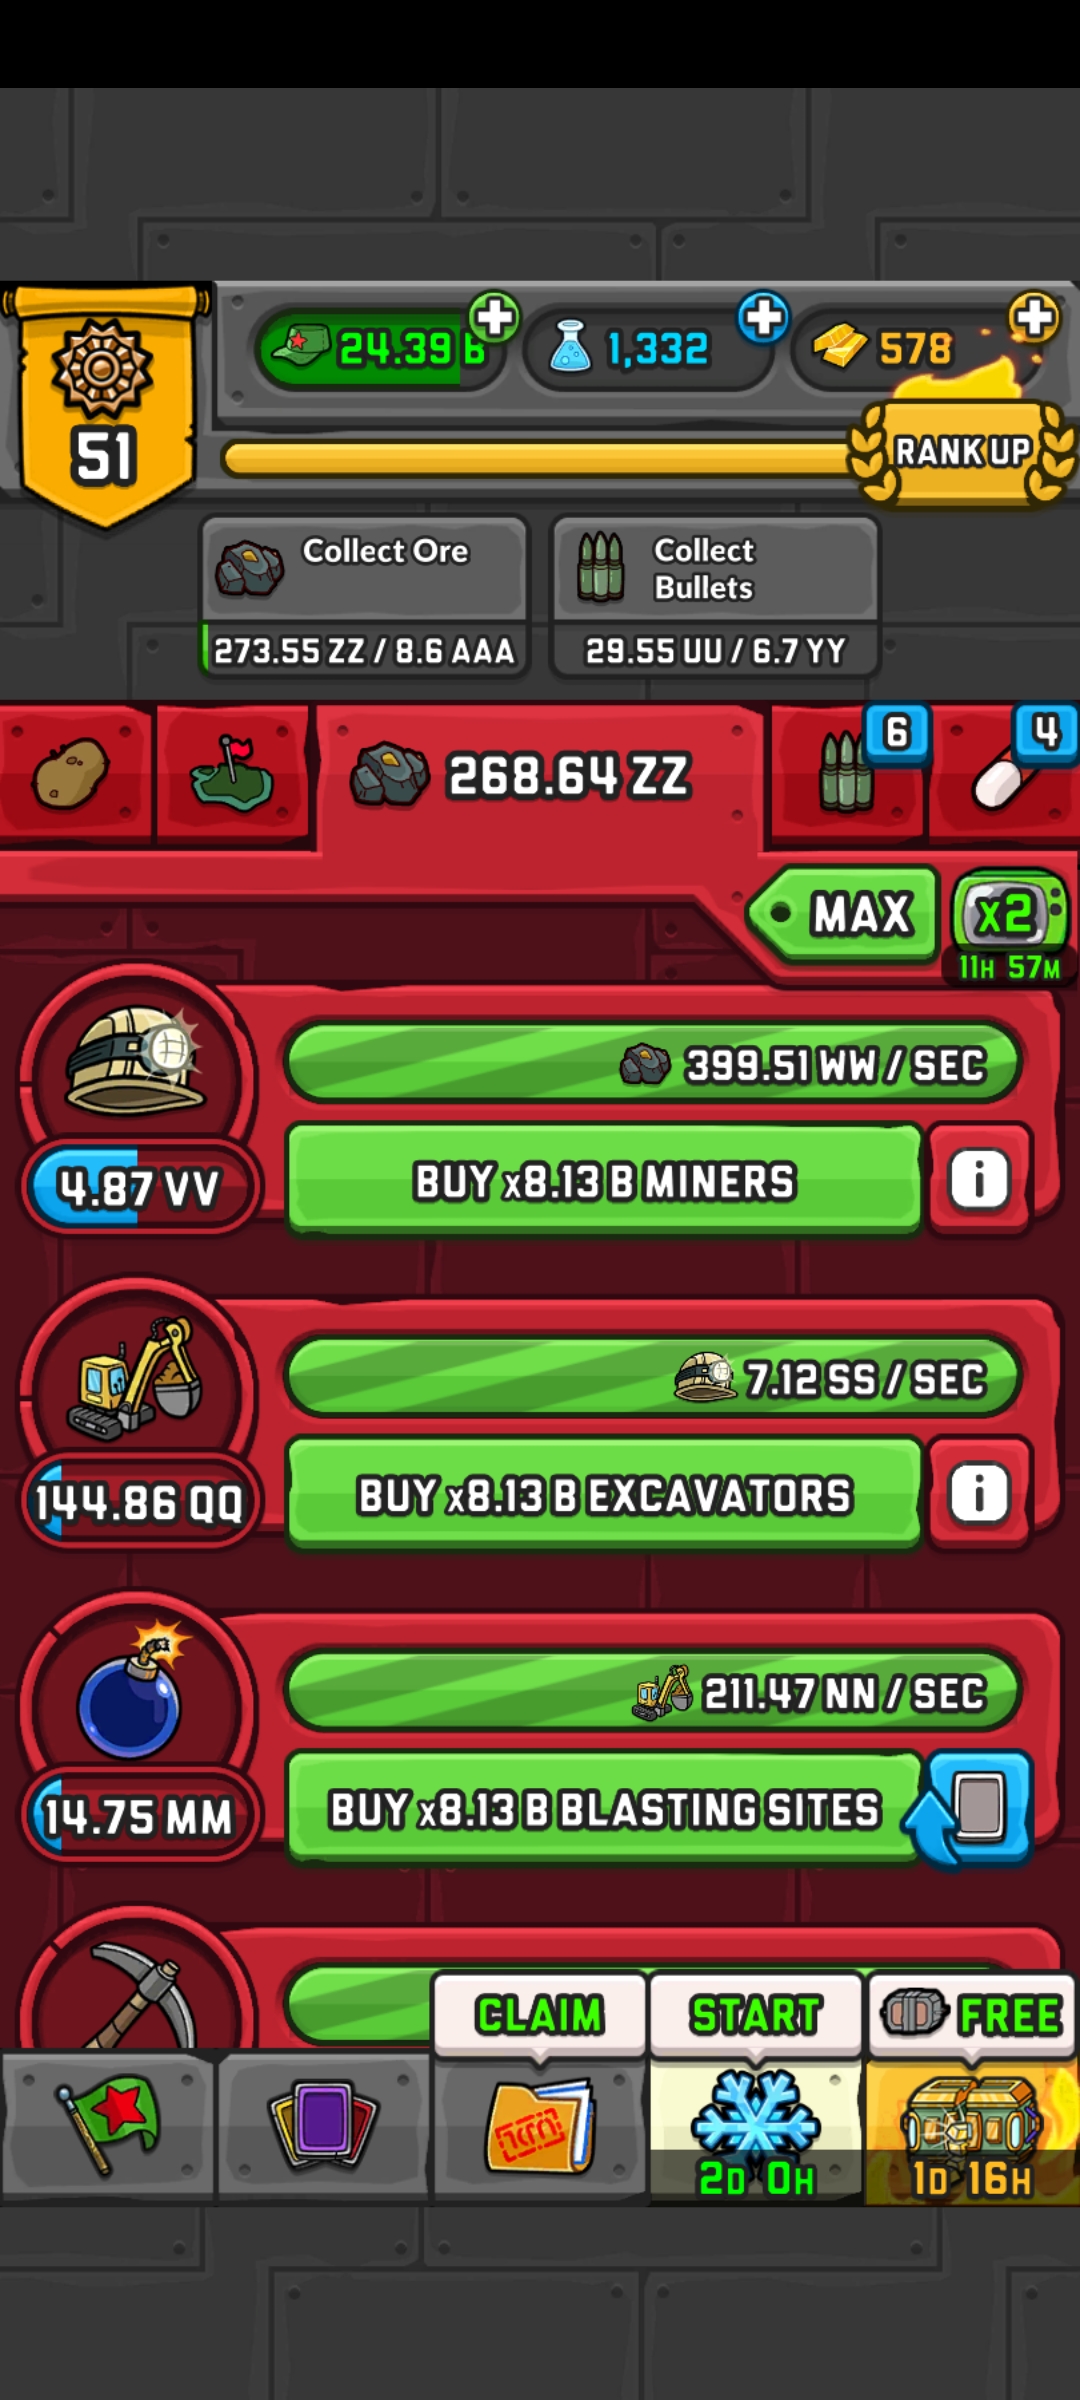 24.39 B
1,332
578
51
RANK UP
Collect Ore
273.55 ZZ / 8.6 AAA
Collect
Bullets
29.55 UU / 6.7 YY
268.64 ZZ
6
4
MAX
x2
11H 57M
399.51 WW / SEC
4.87 VV
BUY x8.13 B MINERS
i
7.12 SS / SEC
144.86 QQ
BUY x8.13 B EXCAVATORS
i
211.47 NN / SEC
14.75 MM
BUY x8.13 B BLASTING SITES
CLAIM
START
FREE
2D 0H
1D 16H